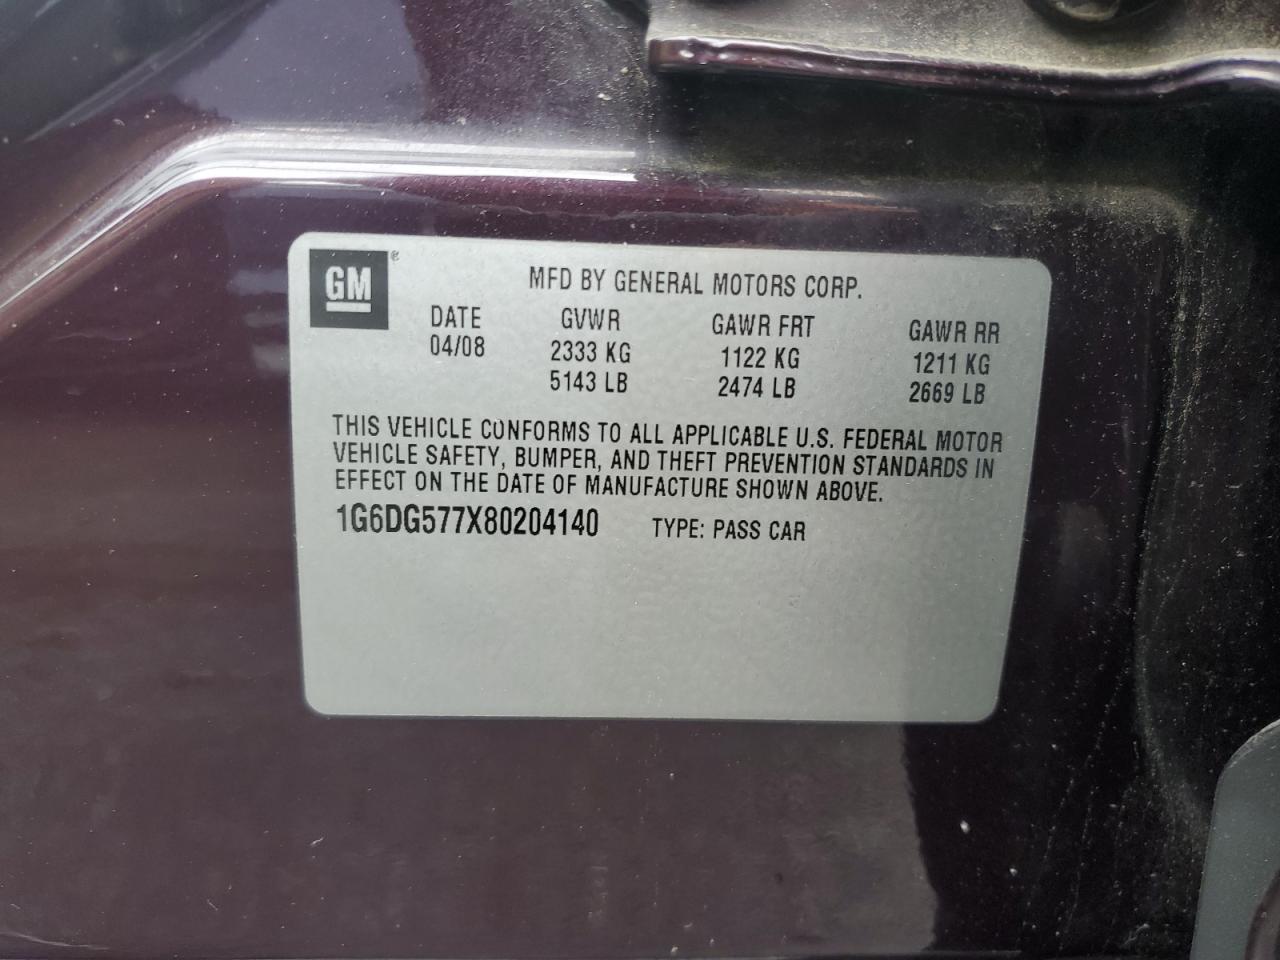 GM ®
MFD BY GENERAL MOTORS CORP.
DATE GVWR GAWR FRT GAWR RR
04/08 2333 KG 1122 KG 1211 KG
5143 LB 2474 LB 2669 LB
THIS VEHICLE CONFORMS TO ALL APPLICABLE U.S. FEDERAL MOTOR
VEHICLE SAFETY, BUMPER, AND THEFT PREVENTION STANDARDS IN
EFFECT ON THE DATE OF MANUFACTURE SHOWN ABOVE.
1G6DG577X80204140 TYPE: PASS CAR